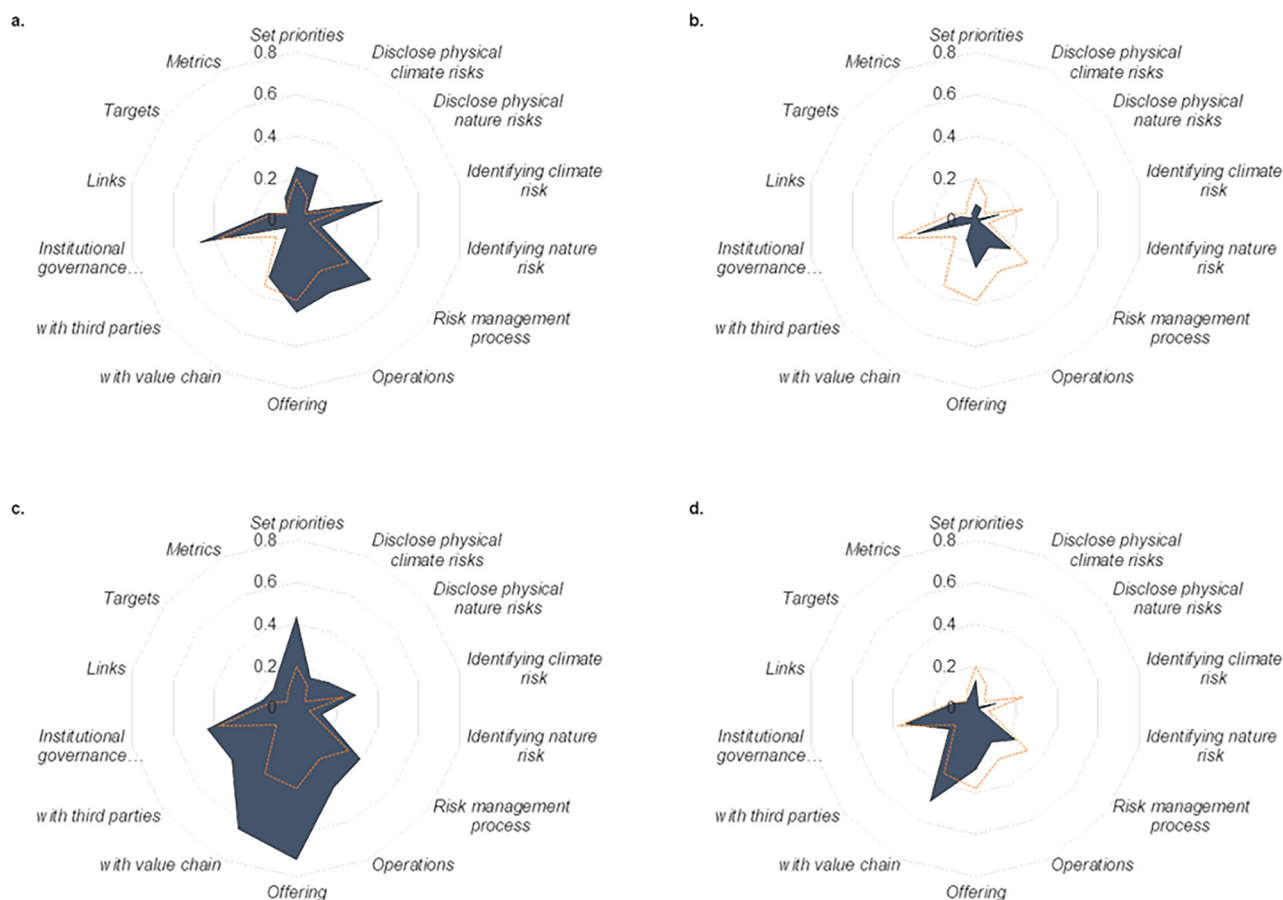 a.
Set priorities
0.8
0.6
0.4
0.2
0
Disclose physical
climate risks
Disclose physical
nature risks
Identifying climate
risk
Identifying nature
risk
Risk management
process
Operations
Offering
with value chain
with third parties
Institutional
governance…
Links
Targets
Metrics
b.
Set priorities
0.8
0.6
0.4
0.2
0
Disclose physical
climate risks
Disclose physical
nature risks
Identifying climate
risk
Identifying nature
risk
Risk management
process
Operations
Offering
with value chain
with third parties
Institutional
governance…
Links
Targets
Metrics
c.
Set priorities
0.8
0.6
0.4
0.2
0
Disclose physical
climate risks
Disclose physical
nature risks
Identifying climate
risk
Identifying nature
risk
Risk management
process
Operations
Offering
with value chain
with third parties
Institutional
governance…
Links
Targets
Metrics
d.
Set priorities
0.8
0.6
0.4
0.2
0
Disclose physical
climate risks
Disclose physical
nature risks
Identifying climate
risk
Identifying nature
risk
Risk management
process
Operations
Offering
with value chain
with third parties
Institutional
governance…
Links
Targets
Metrics